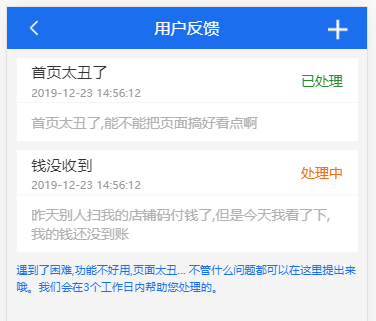 用户反馈
首页太丑了
已处理
2019-12-23 14:56:12
首页太丑了,能不能把页面搞好看点啊
钱没收到
处理中
2019-12-23 14:56:12
昨天别人扫我的店铺码付钱了,但是今天我看了下,
我的钱还没到账
遇到了困难,功能不好用,页面太丑... 不管什么问题都可以在这里提出来
哦。我们会在3个工作日内帮助您处理的。